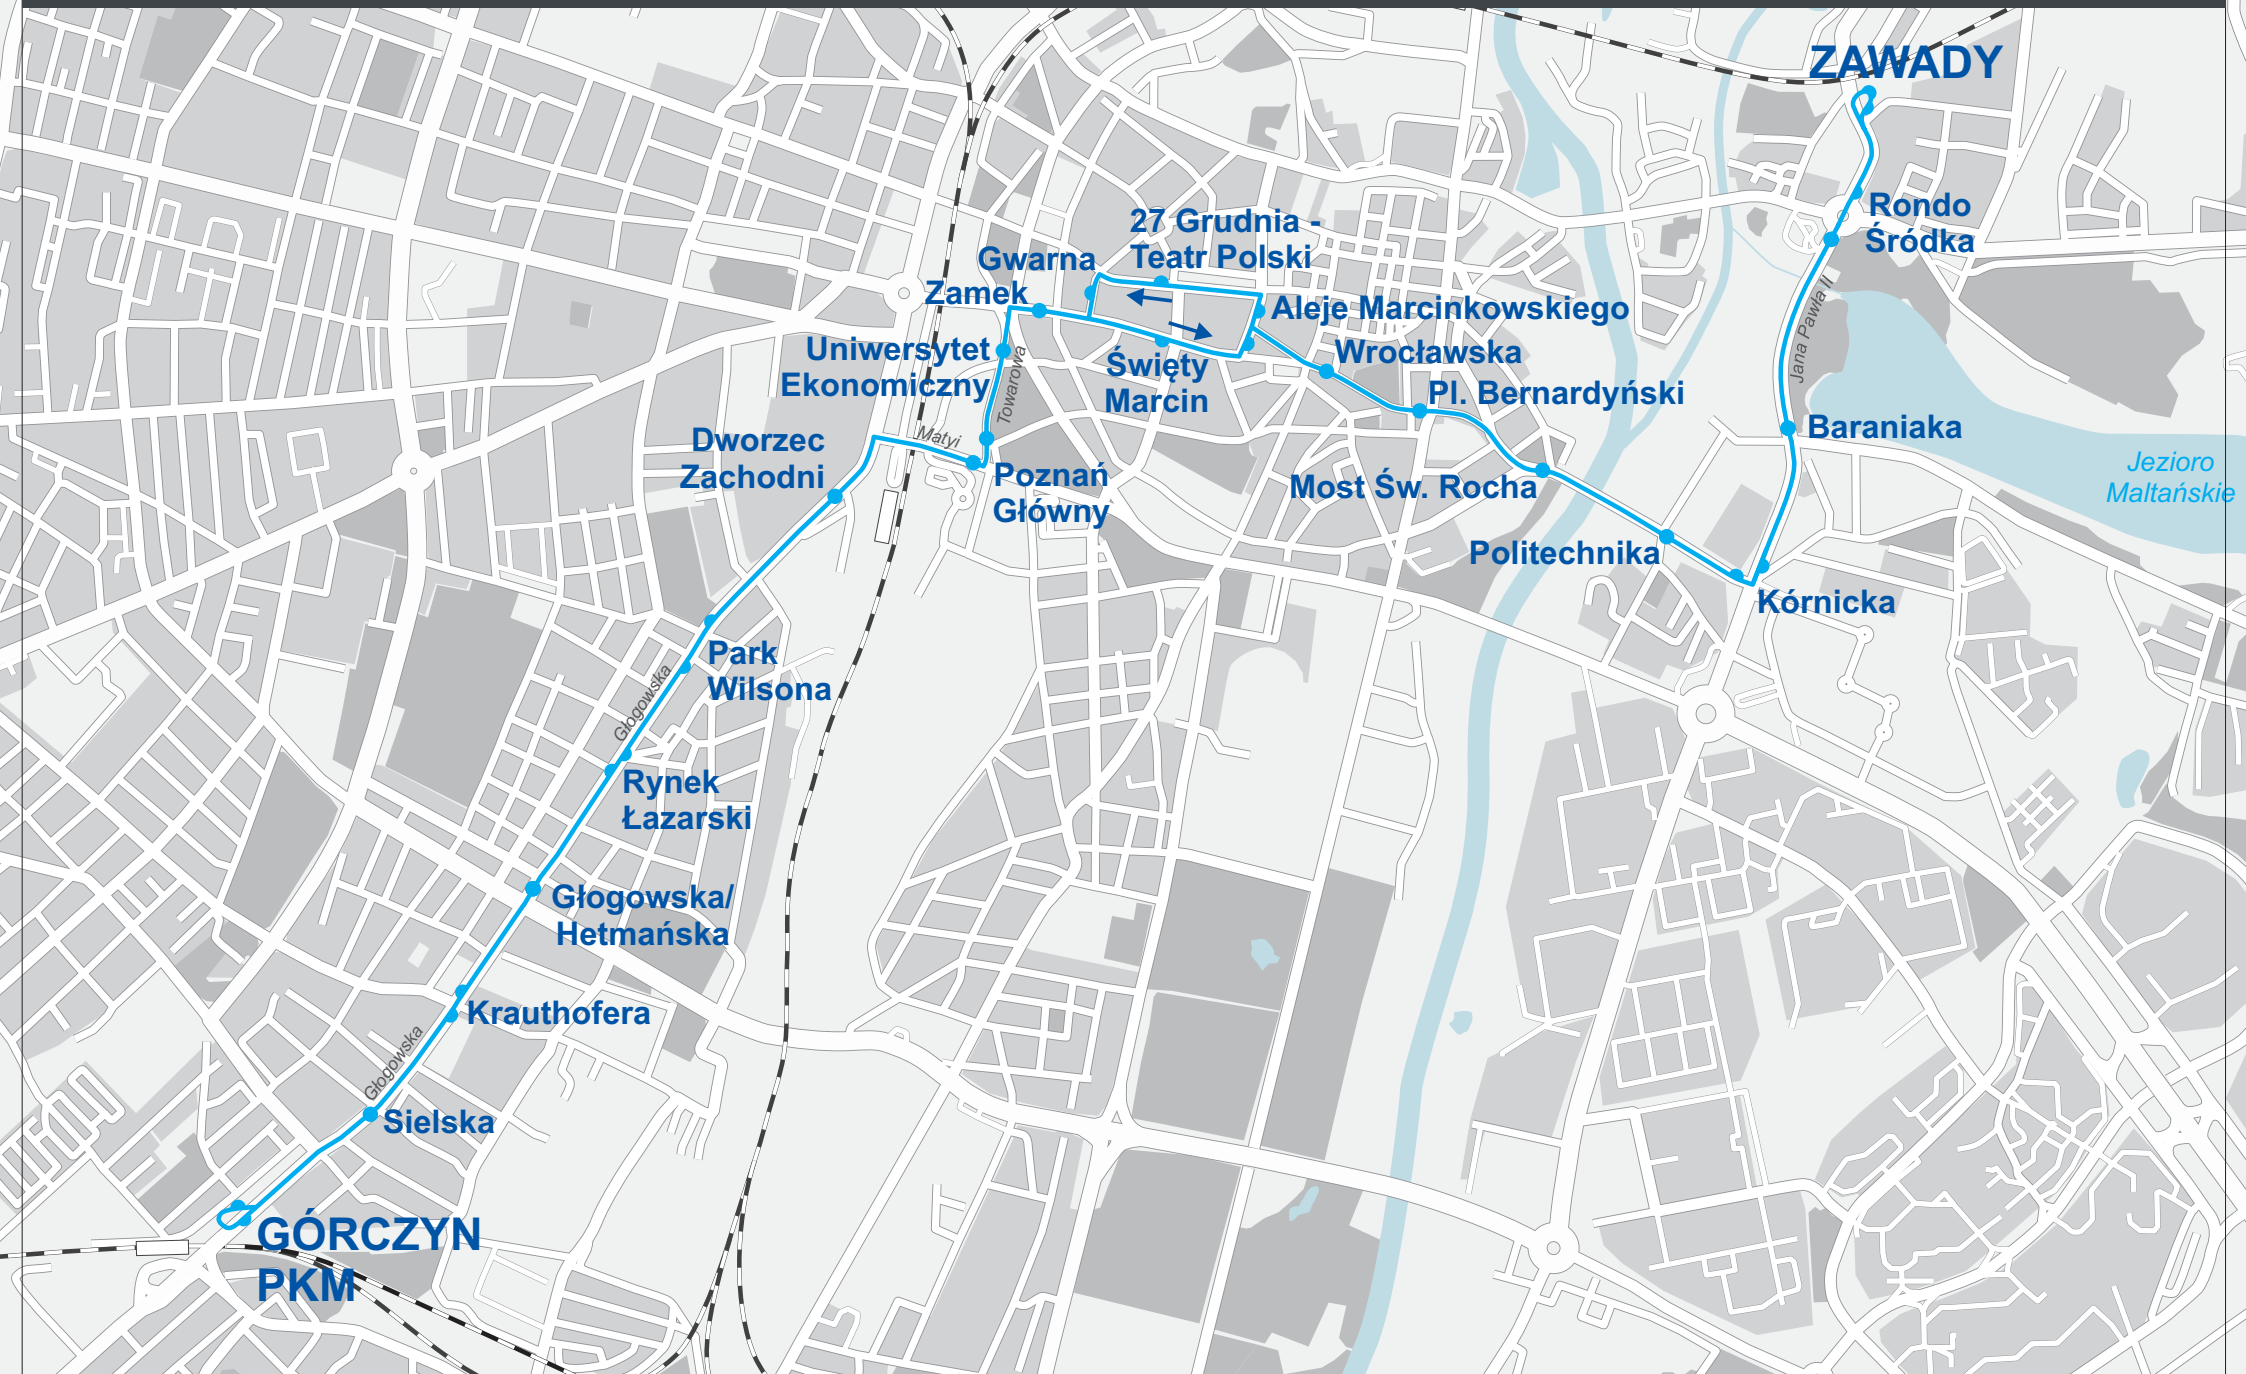 ZAWADY
Rondo
Śródka
27 Grudnia -
Teatr Polski
Gwarna
Zamek
Aleje Marcinkowskiego
Jana Pawła II
Uniwersytet
Ekonomiczny
Towarowa
Święty
Marcin
Wrocławska
Pl. Bernardyński
Baraniaka
Dworzec
Zachodni
Matyi
Poznań
Główny
Most Św. Rocha
Jezioro
Maltańskie
Politechnika
Kórnicka
Park
Wilsona
Głogowska
Rynek
Łazarski
Głogowska/
Hetmańska
Krauthofera
Głogowska
Sielska
GÓRCZYN
PKM